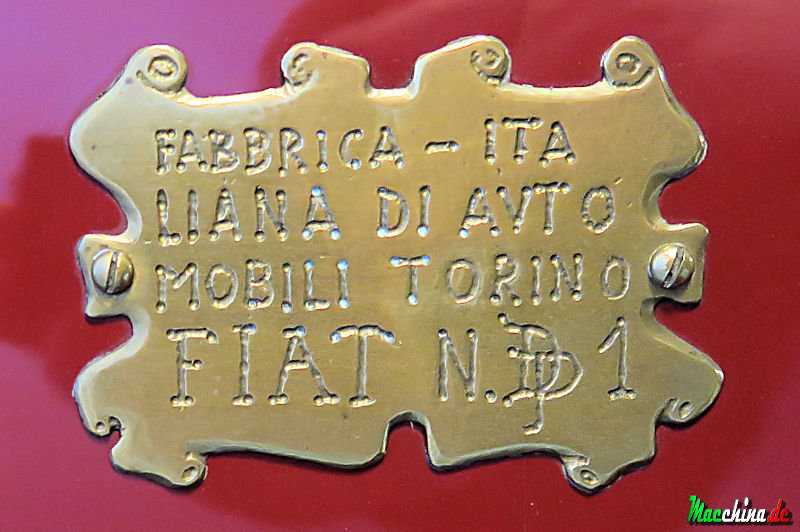 FABBRICA - ITA
LIANA DI AVTO
MOBILI TORINO
FIAT N. 1
Macchina.de